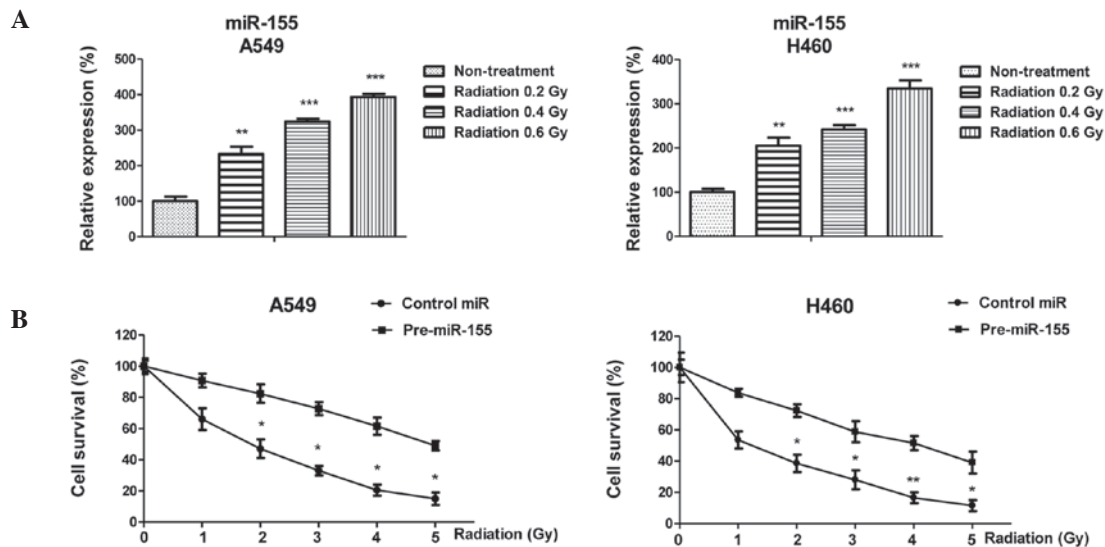 A
miR-155
A549
Relative expression (%)
500
400
300
200
100
0
**
***
***
Non-treatment
Radiation 0.2 Gy
Radiation 0.4 Gy
Radiation 0.6 Gy
miR-155
H460
Relative expression (%)
400
300
200
100
0
**
***
***
Non-treatment
Radiation 0.2 Gy
Radiation 0.4 Gy
Radiation 0.6 Gy
B
A549
Control miR
Pre-miR-155
Cell survival (%)
120
100
80
60
40
20
0
*
*
*
*
0 1 2 3 4 5 Radiation (Gy)
H460
Control miR
Pre-miR-155
Cell survival (%)
120
100
80
60
40
20
0
*
*
**
*
0 1 2 3 4 5 Radiation (Gy)